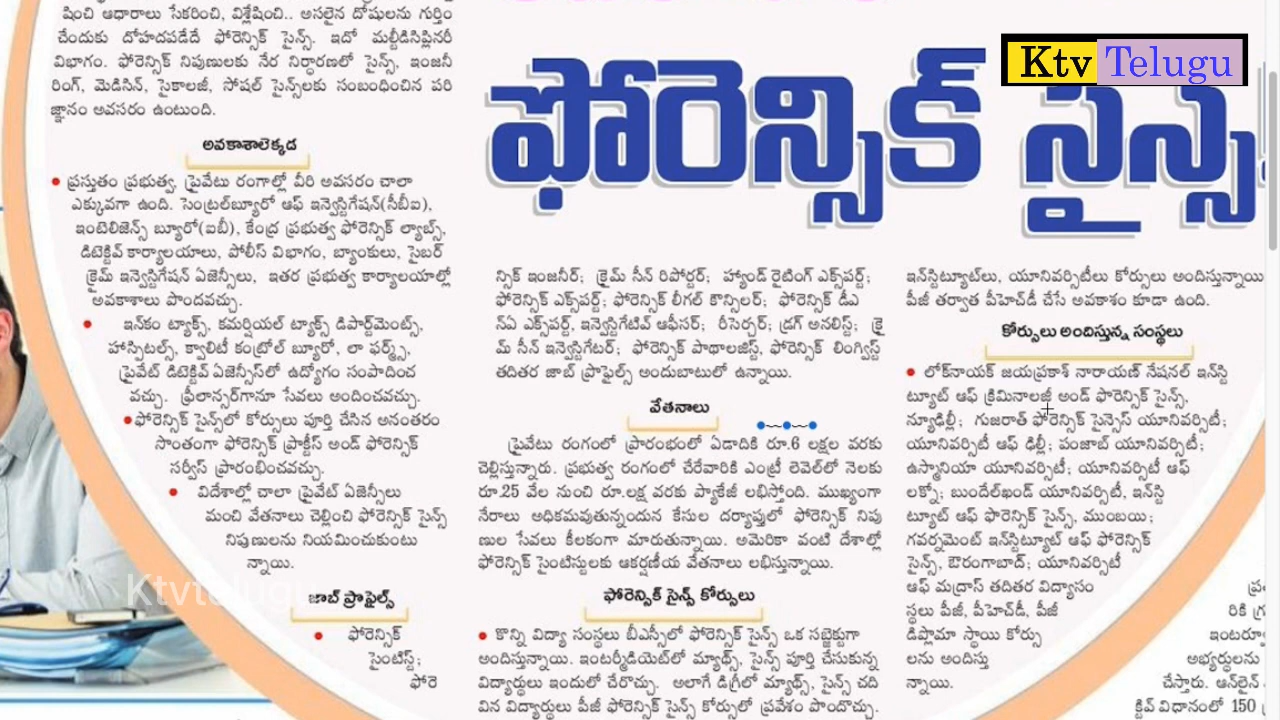 షించి ఆధారాలు సేకరించి, విశ్లేషించి.. అసలైన దోషులను గుర్తిం
చేందుకు దోహదపడేదే ఫోరెన్సిక్ సైన్స్. ఇదో మల్టీడిసిప్లినరీ
విభాగం. ఫోరెన్సిక్ నిపుణులకు నేర నిర్ధారణలో సైన్స్, ఇంజినీ
రింగ్, మెడిసిన్, సైకాలజీ, సోషల్ సైన్స్‌లకు సంబంధించిన పరి
జ్ఞానం అవసరం ఉంటుంది.
అవకాశాలెక్కడ
• ప్రస్తుతం ప్రభుత్వ, ప్రైవేటు రంగాల్లో వీరి అవసరం చాలా
ఎక్కువగా ఉంది. సెంట్రల్‌బ్యూరో ఆఫ్ ఇన్వెస్టిగేషన్(సీబీఐ),
ఇంటెలిజెన్స్ బ్యూరో(ఐబీ), కేంద్ర ప్రభుత్వ ఫోరెన్సిక్ ల్యాబ్స్,
డిటెక్టివ్ కార్యాలయాలు, పోలీస్ విభాగం, బ్యాంకులు, సైబర్
క్రైమ్ ఇన్వెస్టిగేషన్ ఏజెన్సీలు, ఇతర ప్రభుత్వ కార్యాలయాల్లో
అవకాశాలు పొందవచ్చు.
• ఇన్‌కం ట్యాక్స్, కమర్షియల్ ట్యాక్స్ డిపార్ట్‌మెంట్స్,
హాస్పిటల్స్, క్వాలిటీ కంట్రోల్ బ్యూరో, లా ఫర్మ్స్,
ప్రైవేట్ డిటెక్టివ్ ఏజెన్సీస్‌లో ఉద్యోగం సంపాదించ
వచ్చు. ఫ్రీలాన్సర్‌గానూ సేవలు అందించవచ్చు.
• ఫోరెన్సిక్ సైన్స్‌లో కోర్సులు పూర్తి చేసిన అనంతరం
సొంతంగా ఫోరెన్సిక్ ప్రాక్టీస్ అండ్ ఫోరెన్సిక్
సర్వీస్ ప్రారంభించవచ్చు.
• విదేశాల్లో చాలా ప్రైవేట్ ఏజెన్సీలు
మంచి వేతనాలు చెల్లించి ఫోరెన్సిక్ సైన్స్
నిపుణులను నియమించుకుంటు
న్నాయి.
Ktvtelugu
జాబ్ ప్రొఫైల్స్
• ఫోరెన్సిక్
సైంటిస్ట్;
ఫోరె
ఫోరెన్సిక్ సైన్స్
Ktv Telugu
న్సిక్ ఇంజనీర్; క్రైమ్ సీన్ రిపోర్టర్; హ్యాండ్ రైటింగ్ ఎక్స్‌పర్ట్;
ఫోరెన్సిక్ ఎక్స్‌పర్ట్; ఫోరెన్సిక్ లీగల్ కౌన్సిలర్; ఫోరెన్సిక్ డీఎ
న్‌ఏ ఎక్స్‌పర్ట్, ఇన్వెస్టిగేటివ్ ఆఫీసర్; రీసెర్చర్; డ్రగ్ అనలిస్ట్; క్రై
మ్ సీన్ ఇన్వెస్టిగేటర్; ఫోరెన్సిక్ పాథాలజిస్ట్, ఫోరెన్సిక్ లింగ్విస్ట్
తదితర జాబ్ ప్రొఫైల్స్ అందుబాటులో ఉన్నాయి.
వేతనాలు
ప్రైవేటు రంగంలో ప్రారంభంలో ఏడాదికి రూ.6 లక్షల వరకు
చెల్లిస్తున్నారు. ప్రభుత్వ రంగంలో చేరేవారికి ఎంట్రీ లెవెల్‌లో నెలకు
రూ.25 వేల నుంచి రూ.లక్ష వరకు ప్యాకేజీ లభిస్తోంది. ముఖ్యంగా
నేరాలు అధికమవుతున్నందున కేసుల దర్యాప్తులో ఫోరెన్సిక్ నిపు
ణుల సేవలు కీలకంగా మారుతున్నాయి. అమెరికా వంటి దేశాల్లో
ఫోరెన్సిక్ సైంటిస్టులకు ఆకర్షణీయ వేతనాలు లభిస్తున్నాయి.
ఫోరెన్సిక్ సైన్స్ కోర్సులు
• కొన్ని విద్యా సంస్థలు బీఎస్సీలో ఫోరెన్సిక్ సైన్స్ ఒక సబ్జెక్టుగా
అందిస్తున్నాయి. ఇంటర్మీడియెట్‌లో మ్యాథ్స్, సైన్స్ పూర్తి చేసుకున్న
విద్యార్థులు ఇందులో చేరొచ్చు. అలాగే డిగ్రీలో మ్యాథ్స్, సైన్స్ చది
విన విద్యార్థులు పీజీ ఫోరెన్సిక్ సైన్స్ కోర్సులో ప్రవేశం పొందొచ్చు.
ఇన్‌స్టిట్యూట్‌లు, యూనివర్సిటీలు కోర్సులు అందిస్తున్నాయి
పీజీ తర్వాత పీహెచ్‌డీ చేసే అవకాశం కూడా ఉంది.
కోర్సులు అందిస్తున్న సంస్థలు
• లోక్‌నాయక్ జయప్రకాశ్ నారాయణ్ నేషనల్ ఇన్‌స్టి
ట్యూట్ ఆఫ్ క్రిమినాలజీ అండ్ ఫొరెన్సిక్ సైన్స్,
న్యూఢిల్లీ; గుజరాత్ ఫోరెన్సిక్ సైన్సెస్ యూనివర్సిటీ;
యూనివర్సిటీ ఆఫ్ ఢిల్లీ; పంజాబ్ యూనివర్సిటీ;
ఉస్మానియా యూనివర్సిటీ; యూనివర్సిటీ ఆఫ్
లక్నో; బుందేల్‌ఖండ్ యూనివర్సిటీ, ఇన్‌స్టి
ట్యూట్ ఆఫ్ ఫొరెన్సిక్ సైన్స్, ముంబయి;
గవర్నమెంట్ ఇన్‌స్టిట్యూట్ ఆఫ్ ఫోరెన్సిక్
సైన్స్, ఔరంగాబాద్; యూనివర్సిటీ
ఆఫ్ మద్రాస్ తదితర విద్యాసం
స్థలు పీజీ, పీహెచ్‌డీ, పీజీ
డిప్లొమా స్థాయి కోర్సు
లను అందిస్తు
న్నాయి.
ప్ర
రికి గ్ర
ఇంటర్వ్యూ
అభ్యర్థులను
చేస్తారు. ఆన్‌లైన్
క్టివ్ విధానంలో 150